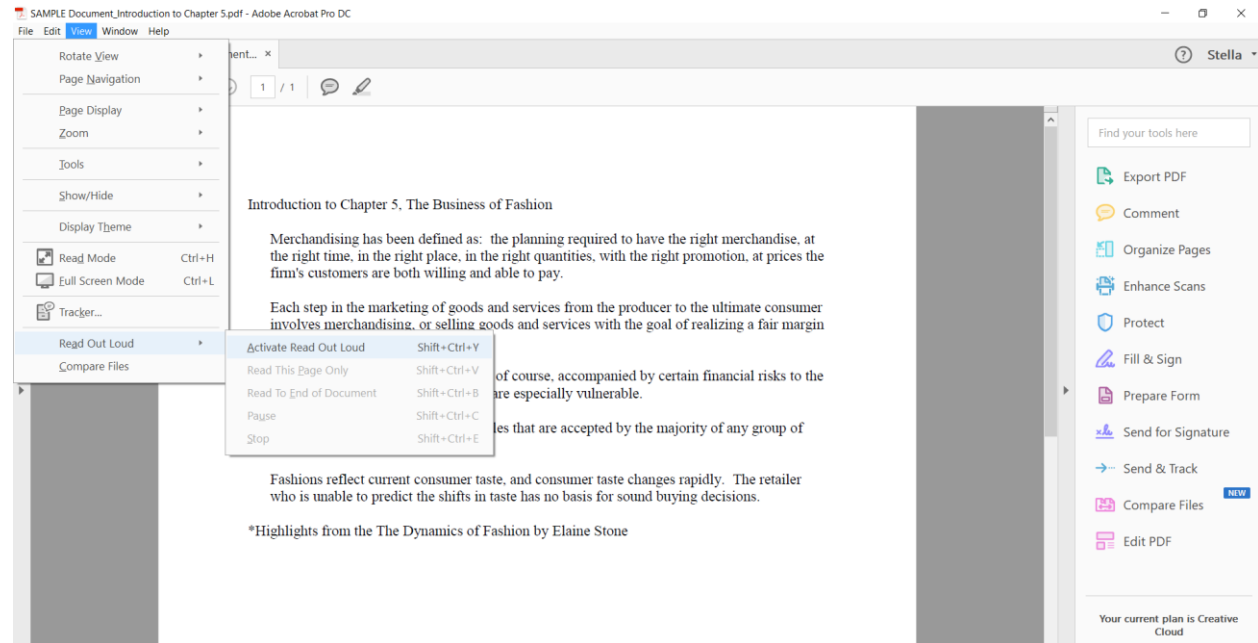 SAMPLE Document_Introduction to Chapter 5.pdf - Adobe Acrobat Pro DC
File Edit View Window Help
Rotate View
Page Navigation
Page Display
Zoom
Tools
Show/Hide
Display Theme
Read Mode Ctrl+H
Full Screen Mode Ctrl+L
Tracker...
Read Out Loud
Compare Files
Activate Read Out Loud Shift+Ctrl+Y
Read This Page Only Shift+Ctrl+V
Read To End of Document Shift+Ctrl+B
Pause Shift+Ctrl+C
Stop Shift+Ctrl+E
ent... ×
? Stella
1 / 1
Introduction to Chapter 5, The Business of Fashion
Merchandising has been defined as: the planning required to have the right merchandise, at
the right time, in the right place, in the right quantities, with the right promotion, at prices the
firm's customers are both willing and able to pay.
Each step in the marketing of goods and services from the producer to the ultimate consumer
involves merchandising, or selling goods and services with the goal of realizing a fair margin
of course, accompanied by certain financial risks to the
are especially vulnerable.
les that are accepted by the majority of any group of
Fashions reflect current consumer taste, and consumer taste changes rapidly. The retailer
who is unable to predict the shifts in taste has no basis for sound buying decisions.
*Highlights from the The Dynamics of Fashion by Elaine Stone
Find your tools here
Export PDF
Comment
Organize Pages
Enhance Scans
Protect
Fill & Sign
Prepare Form
Send for Signature
Send & Track
Compare Files NEW
Edit PDF
Your current plan is Creative
Cloud